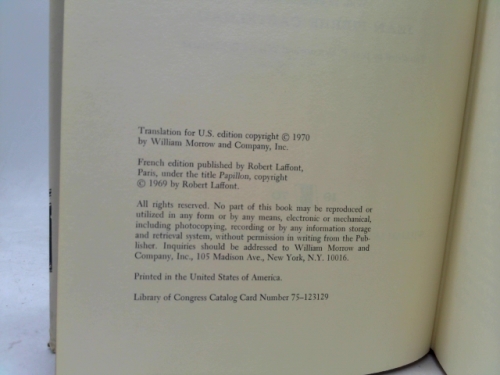 Translation for U.S. edition copyright © 1970
by William Morrow and Company, Inc.
French edition published by Robert Laffont,
Paris, under the title Papillon, copyright
© 1969 by Robert Laffont.
All rights reserved. No part of this book may be reproduced or
utilized in any form or by any means, electronic or mechanical,
including photocopying, recording or by any information storage
and retrieval system, without permission in writing from the Pub-
lisher. Inquiries should be addressed to William Morrow and
Company, Inc., 105 Madison Ave., New York, N.Y. 10016.
Printed in the United States of America.
Library of Congress Catalog Card Number 75-123129